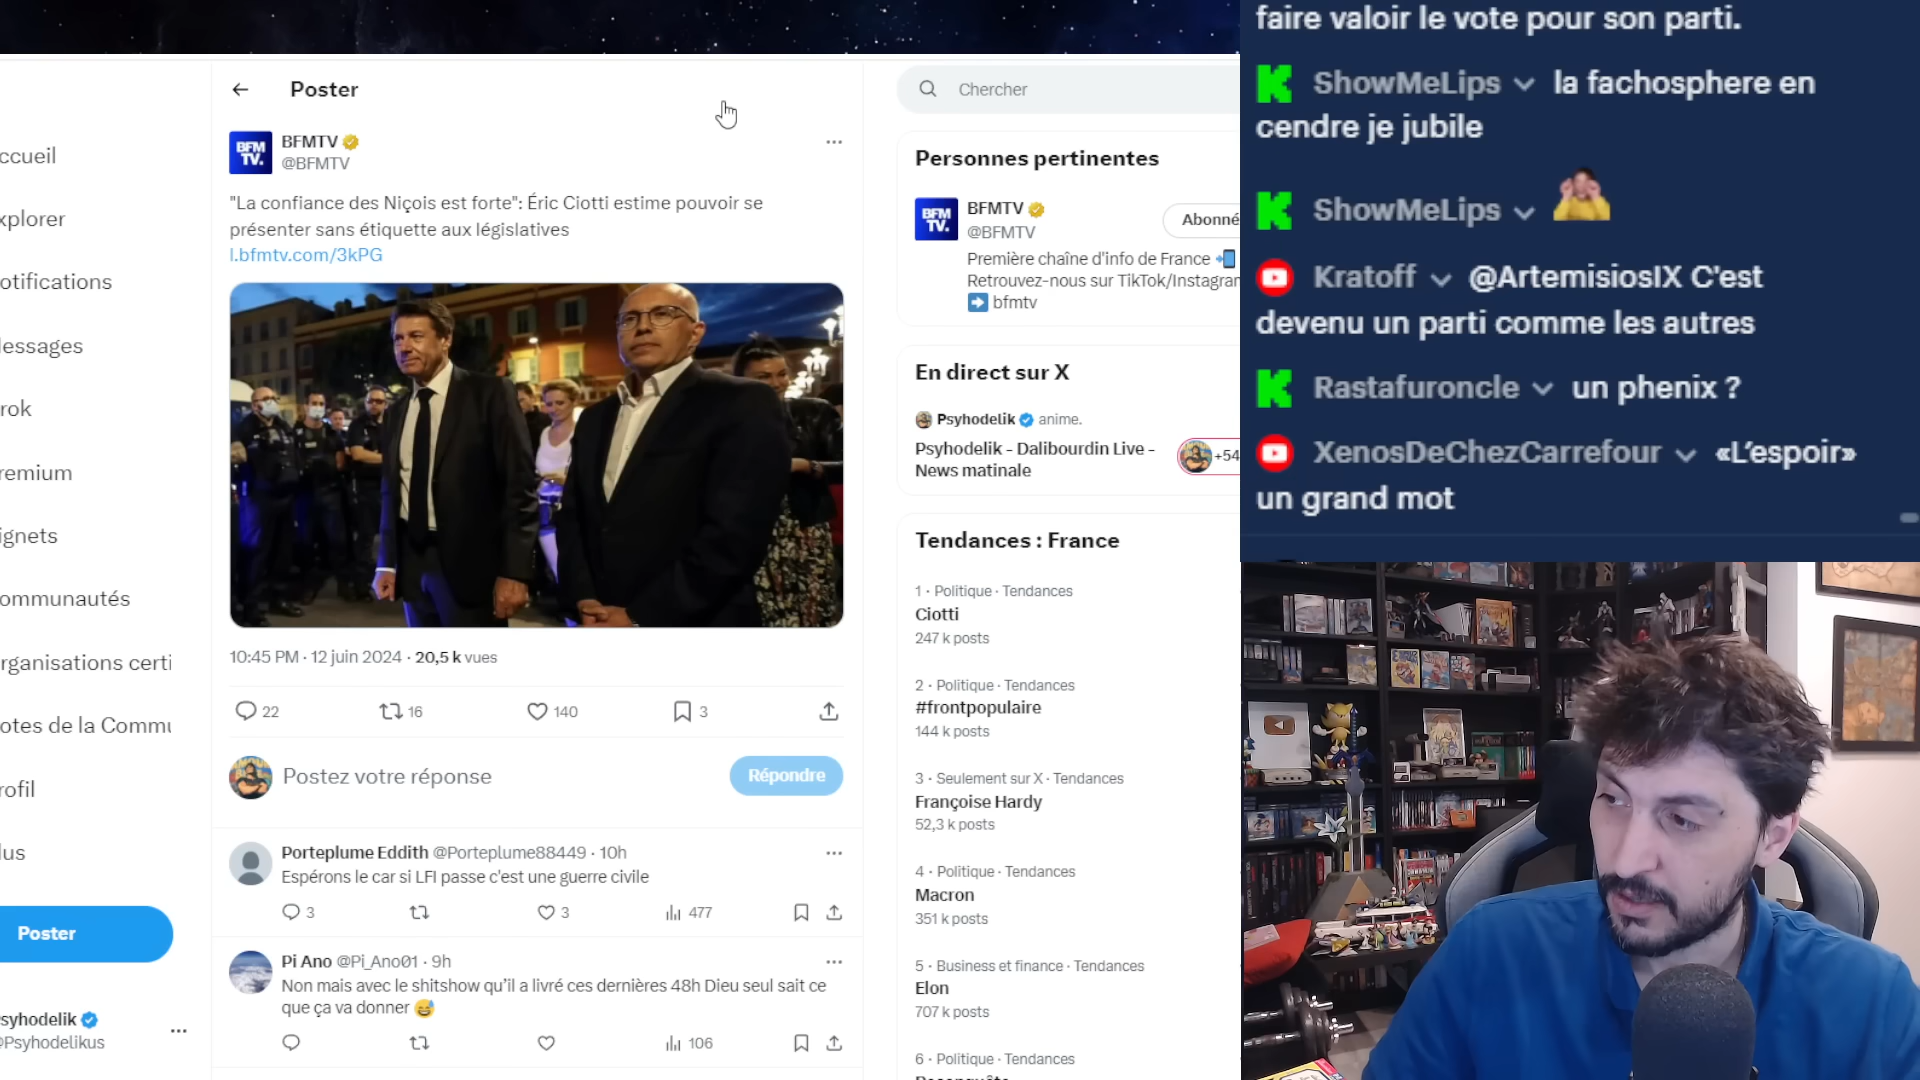 ccueil
xplorer
otifications
lessages
rok
remium
ignets
ommunautés
rganisations certi
otes de la Commu
rofil
lus
Poster
syhodelik
Psyhodelikus
Poster
BFM
TV.
BFMTV
@BFMTV
"La confiance des Niçois est forte": Éric Ciotti estime pouvoir se
présenter sans étiquette aux législatives
l.bfmtv.com/3kPG
10:45 PM · 12 juin 2024 · 20,5 k vues
22
16
140
3
Postez votre réponse
Répondre
Porteplume Eddith @Porteplume88449 · 10h
Espérons le car si LFI passe c'est une guerre civile
3
3
477
Pi Ano @Pi_Ano01 · 9h
Non mais avec le shitshow qu’il a livré ces dernières 48h Dieu seul sait ce
que ça va donner
106
Chercher
Personnes pertinentes
BFM
TV.
BFMTV
@BFMTV
Abonné
Première chaîne d'info de France
Retrouvez-nous sur TikTok/Instagran
bfmtv
En direct sur X
Psyhodelik anime.
Psyhodelik - Dalibourdin Live -
News matinale
+54
Tendances : France
1 · Politique · Tendances
Ciotti
247 k posts
2 · Politique · Tendances
#frontpopulaire
144 k posts
3 · Seulement sur X · Tendances
Françoise Hardy
52,3 k posts
4 · Politique · Tendances
Macron
351 k posts
5 · Business et finance · Tendances
Elon
707 k posts
6 · Politique · Tendances
faire valoir le vote pour son parti.
ShowMeLips la fachosphere en
cendre je jubile
ShowMeLips
Kratoff @ArtemisiosIX C'est
devenu un parti comme les autres
Rastafuroncle un phenix ?
XenosDeChezCarrefour «L’espoir»
un grand mot